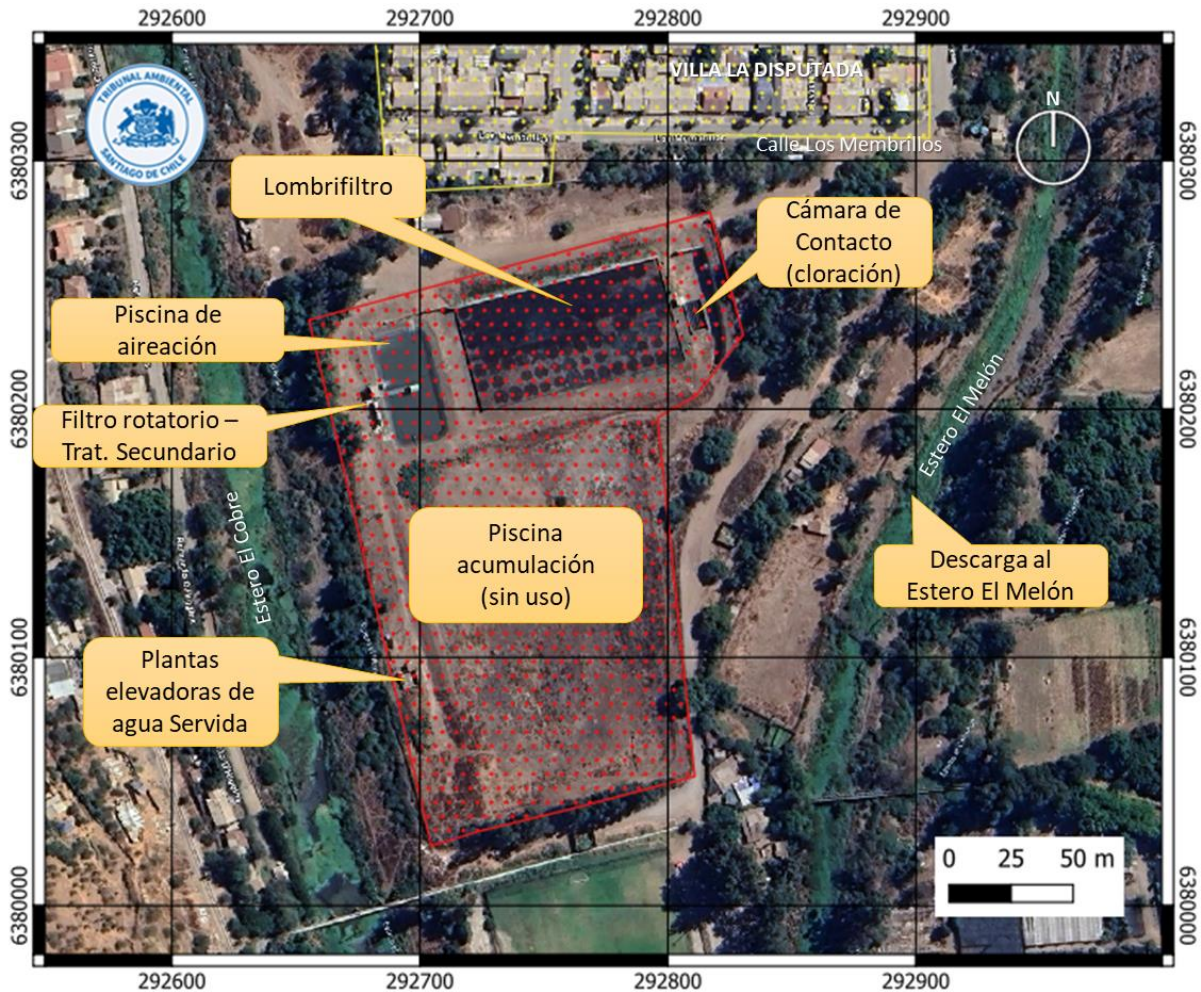 292600
292700
292800
292900
TRIBUNAL AMBIENTAL
SANTIAGO DE CHILE
VILLA LA DISPUTADA
N
Calle Los Membrillos
6380300
6380300
Lombrifiltro
Cámara de
Contacto
(cloración)
Piscina de
aireación
Filtro rotatorio –
Trat. Secundario
6380200
6380200
Estero El Melón
Estero El Cobre
Piscina
acumulación
(sin uso)
Descarga al
Estero El Melón
Plantas
elevadoras de
agua Servida
6380100
6380100
0 25 50 m
6380000
6380000
292600
292700
292800
292900